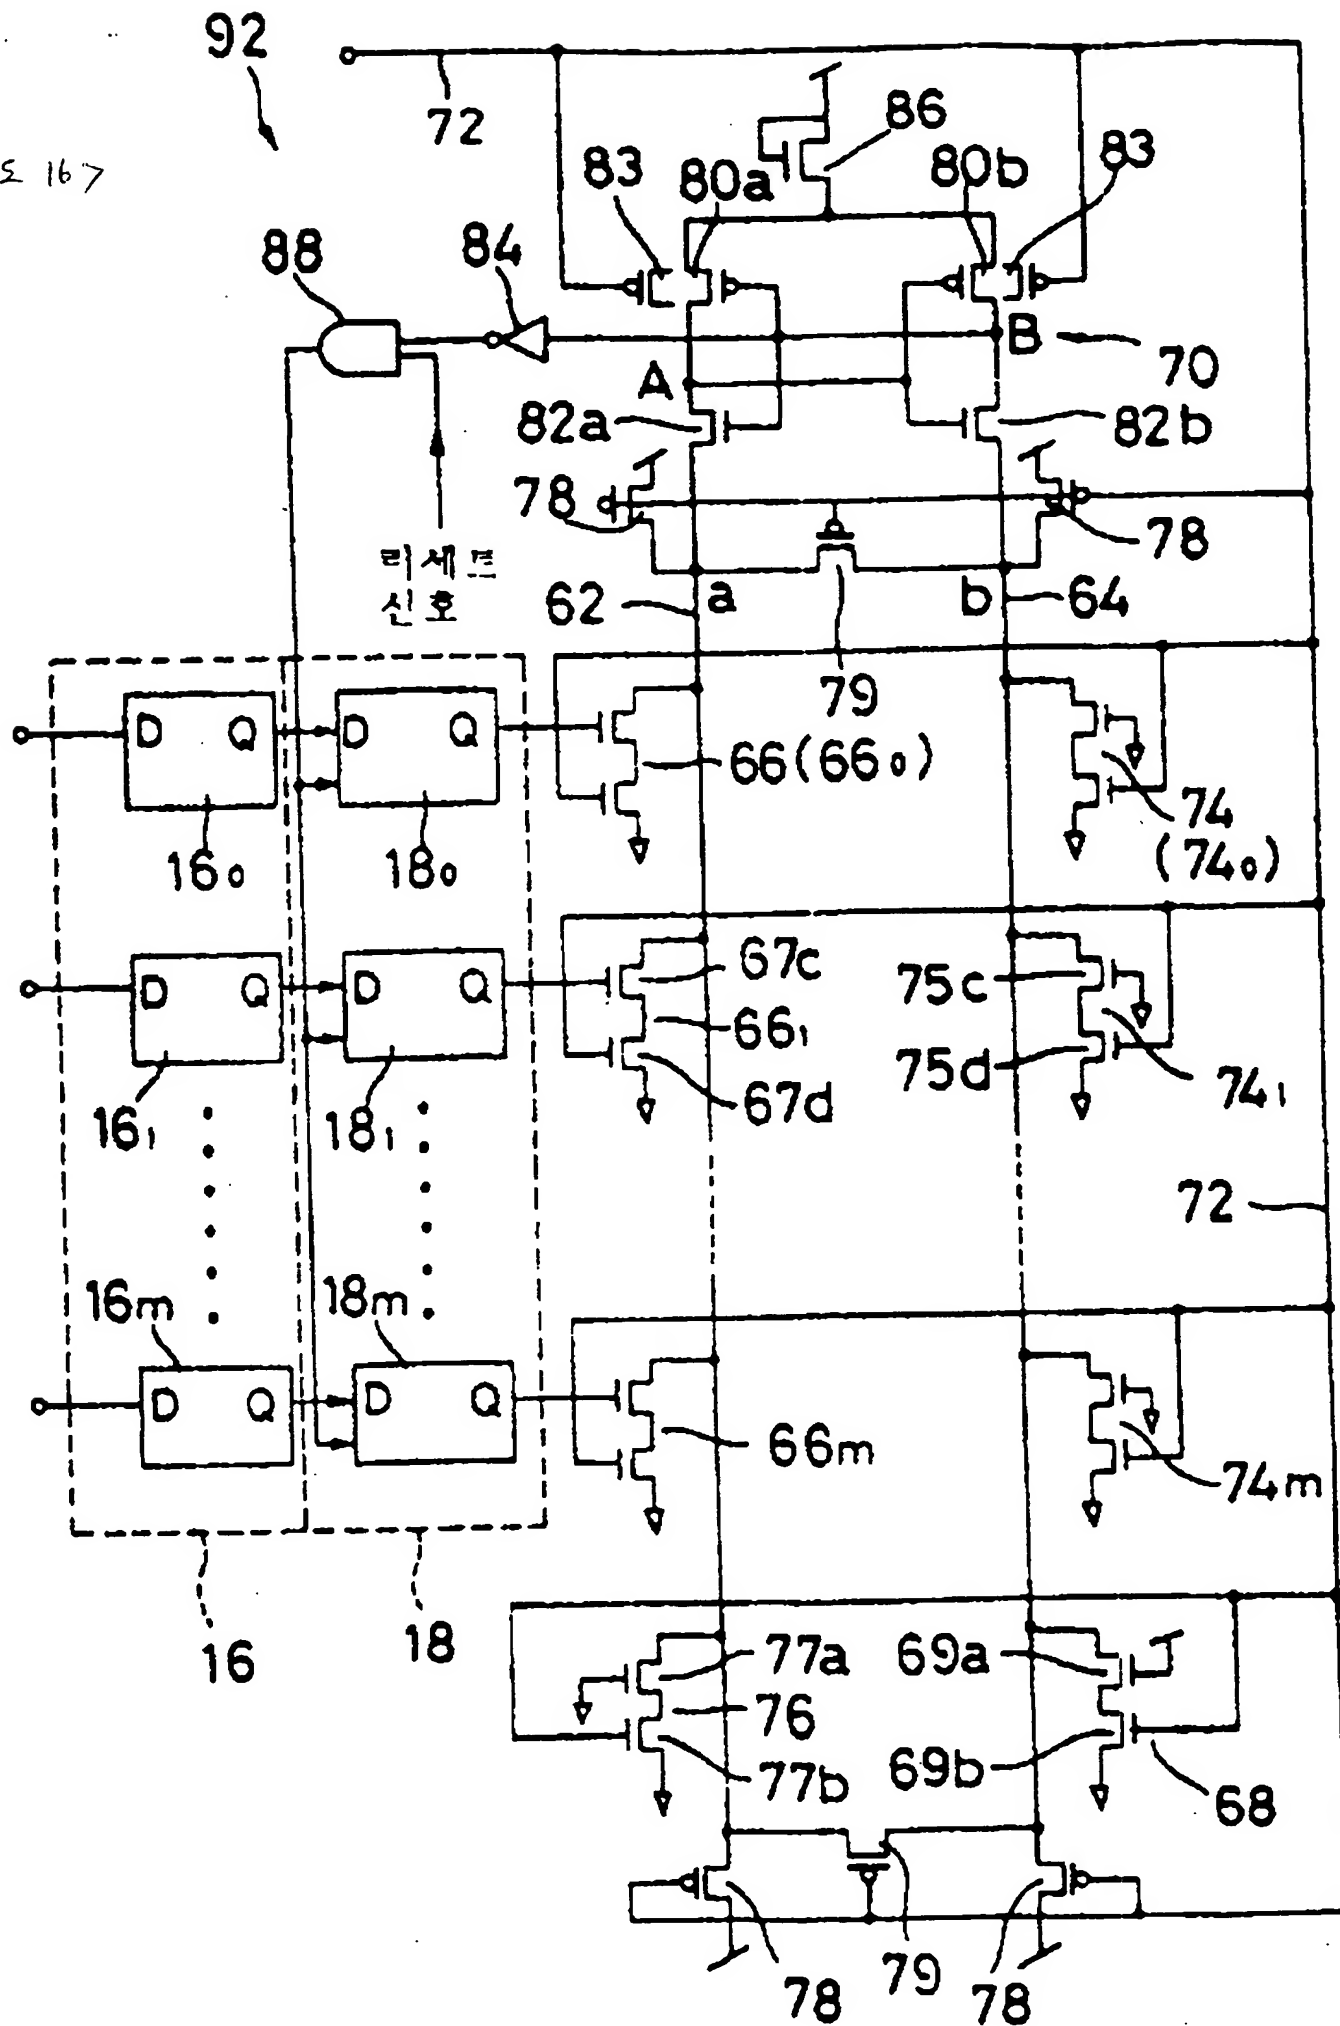 92
72
도 16>
86
83
80a
80b
83
88
84
A
B
70
82a
82b
78
78
리세트
신호
62
a
b
64
79
D Q
D Q
66(66₀)
74
(74₀)
16₀
18₀
67c
75c
D Q
D Q
66₁
75d
74₁
67d
16₁
18₁
72
16m
18m
D Q
D Q
66m
74m
16
18
77a
69a
76
77b
69b
68
79
78
78